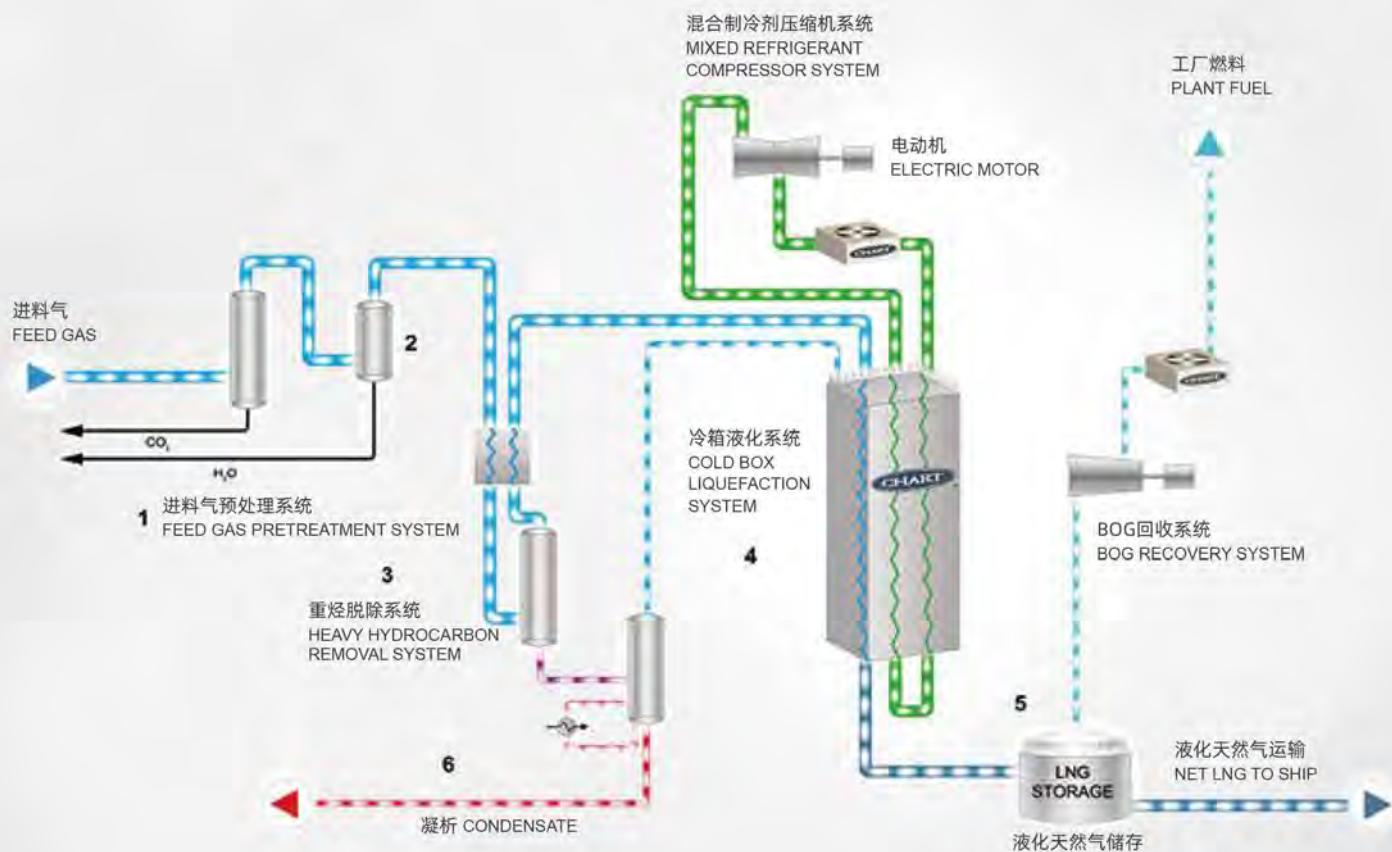 混合制冷剂压缩机系统
MIXED REFRIGERANT
COMPRESSOR SYSTEM
工厂燃料
PLANT FUEL
电动机
ELECTRIC MOTOR
CHART
进料气
FEED GAS
2
CO₂
H₂O
1
进料气预处理系统
FEED GAS PRETREATMENT SYSTEM
3
重烃脱除系统
HEAVY HYDROCARBON
REMOVAL SYSTEM
冷箱液化系统
COLD BOX
LIQUEFACTION
SYSTEM
4
CHART
CHART
BOG回收系统
BOG RECOVERY SYSTEM
5
LNG
STORAGE
液化天然气储存
液化天然气运输
NET LNG TO SHIP
6
凝析 CONDENSATE